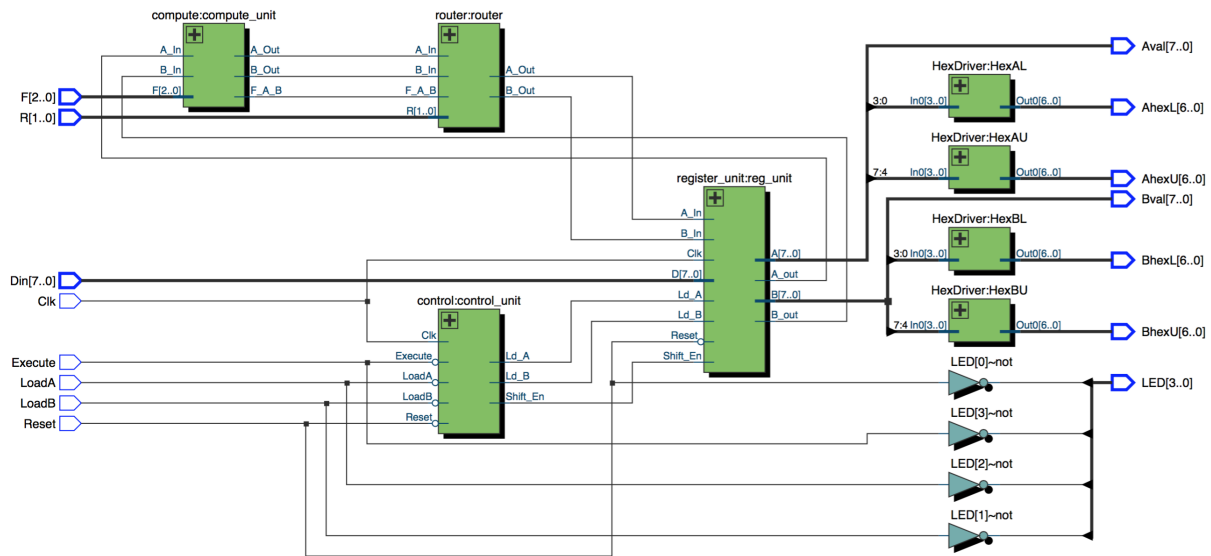 compute:compute_unit
A_In
B_In
F[2..0]
A_Out
B_Out
F_A_B
router:router
A_In
B_In
F_A_B
R[1..0]
A_Out
B_Out
F[2..0]
R[1..0]
Din[7..0]
Clk
Execute
LoadA
LoadB
Reset
control:control_unit
Clk
Execute
LoadA
LoadB
Reset
Ld_A
Ld_B
Shift_En
register_unit:reg_unit
A_In
B_In
Clk
D[7..0]
Ld_A
Ld_B
Reset
Shift_En
A[7..0]
A_out
B[7..0]
B_out
Aval[7..0]
HexDriver:HexAL
3:0 In0[3..0] Out0[6..0]
AhexL[6..0]
HexDriver:HexAU
7:4 In0[3..0] Out0[6..0]
AhexU[6..0]
Bval[7..0]
HexDriver:HexBL
3:0 In0[3..0] Out0[6..0]
BhexL[6..0]
HexDriver:HexBU
7:4 In0[3..0] Out0[6..0]
BhexU[6..0]
LED[0]~not
LED[3..0]
LED[3]~not
LED[2]~not
LED[1]~not